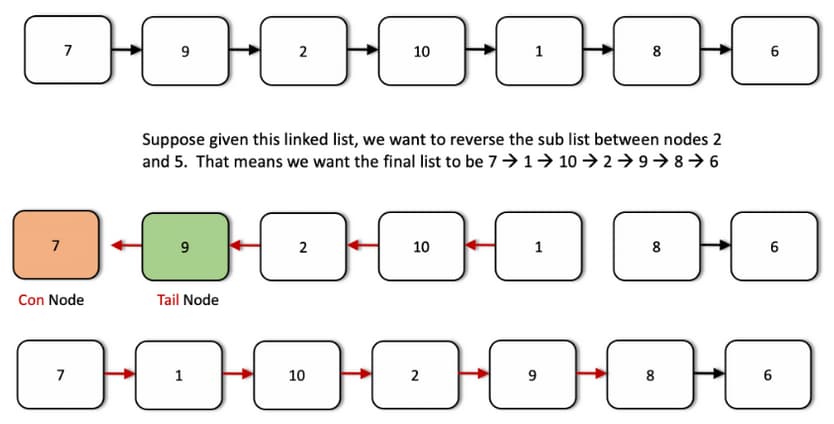 7 9 2 10 1 8 6
Suppose given this linked list, we want to reverse the sub list between nodes 2
and 5. That means we want the final list to be 7 → 1 → 10 → 2 → 9 → 8 → 6
7 9 2 10 1 8 6
Con Node Tail Node
7 1 10 2 9 8 6